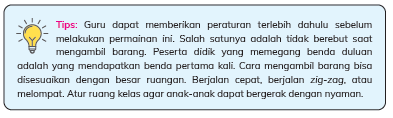 Tips: Guru dapat memberikan peraturan terlebih dahulu sebelum
melakukan permainan ini. Salah satunya adalah tidak berebut saat
mengambil barang. Peserta didik yang memegang benda duluan
adalah yang mendapatkan benda pertama kali. Cara mengambil barang bisa
disesuaikan dengan besar ruangan. Berjalan cepat, berjalan zig-zag, atau
melompat. Atur ruang kelas agar anak-anak dapat bergerak dengan nyaman.